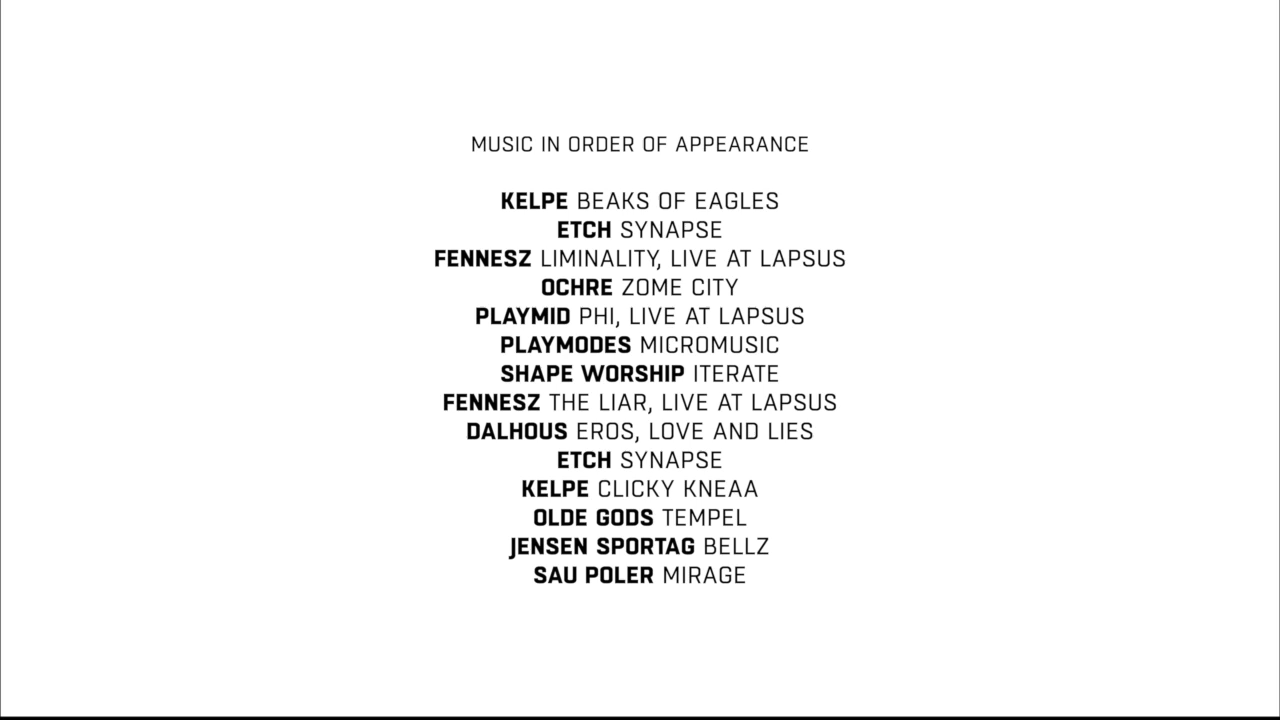 MUSIC IN ORDER OF APPEARANCE
KELPE BEAKS OF EAGLES
ETCH SYNAPSE
FENNESZ LIMINALITY, LIVE AT LAPSUS
OCHRE ZOME CITY
PLAYMID PHI, LIVE AT LAPSUS
PLAYMODES MICROMUSIC
SHAPE WORSHIP ITERATE
FENNESZ THE LIAR, LIVE AT LAPSUS
DALHOUS EROS, LOVE AND LIES
ETCH SYNAPSE
KELPE CLICKY KNEAA
OLDE GODS TEMPEL
JENSEN SPORTAG BELLZ
SAU POLER MIRAGE